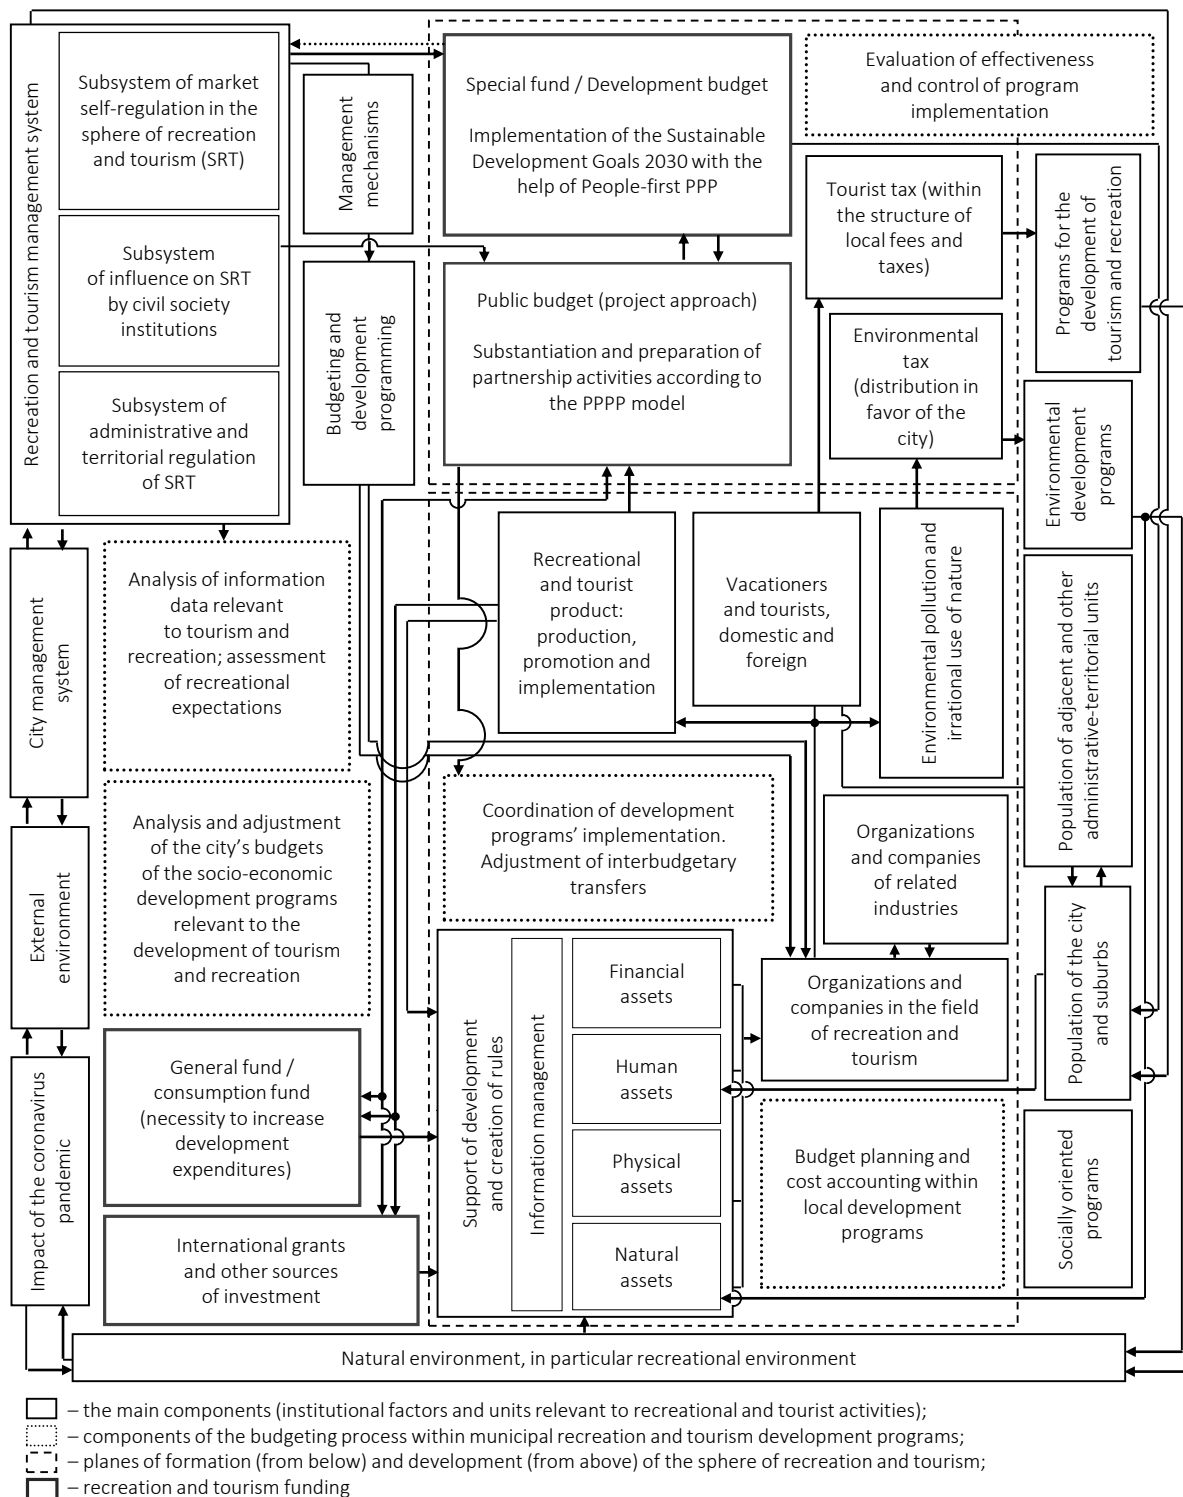 Recreation and tourism management system
Subsystem of market
self-regulation in the
sphere of recreation
and tourism (SRT)
Subsystem
of influence on SRT
by civil society
institutions
Subsystem of
administrative and
territorial regulation
of SRT
Management
mechanisms
Budgeting and
development
programming
Special fund / Development budget
Implementation of the Sustainable
Development Goals 2030 with the
help of People-first PPP
Public budget (project approach)
Substantiation and preparation of
partnership activities according to
the PPPP model
Evaluation of effectiveness
and control of program
implementation
Tourist tax (within
the structure of
local fees and
taxes)
Programs for the
development of
tourism and recreation
Environmental
tax
(distribution in
favor of the
city)
Environmental
development
programs
City management
system
Analysis of information
data relevant
to tourism and
recreation; assessment
of recreational
expectations
Recreational
and tourist
product:
production,
promotion and
implementation
Vacationers
and tourists,
domestic and
foreign
Environmental pollution and
irrational use of nature
Population of adjacent and other
administrative-territorial units
External
environment
Analysis and adjustment
of the city’s budgets
of the socio-economic
development programs
relevant to the
development of tourism
and recreation
Coordination of development
programs’ implementation.
Adjustment of interbudgetary
transfers
Organizations
and companies
of related
industries
Population of the city
and suburbs
Impact of the coronavirus
pandemic
General fund /
consumption fund
(necessity to increase
development
expenditures)
International grants
and other sources
of investment
Support of development
and creation of rules
Information management
Financial
assets
Human
assets
Physical
assets
Natural
assets
Organizations and
companies in the field
of recreation and
tourism
Budget planning and
cost accounting within
local development
programs
Socially oriented
programs
Natural environment, in particular recreational environment
– the main components (institutional factors and units relevant to recreational and tourist activities);
– components of the budgeting process within municipal recreation and tourism development programs;
– planes of formation (from below) and development (from above) of the sphere of recreation and tourism;
– recreation and tourism funding